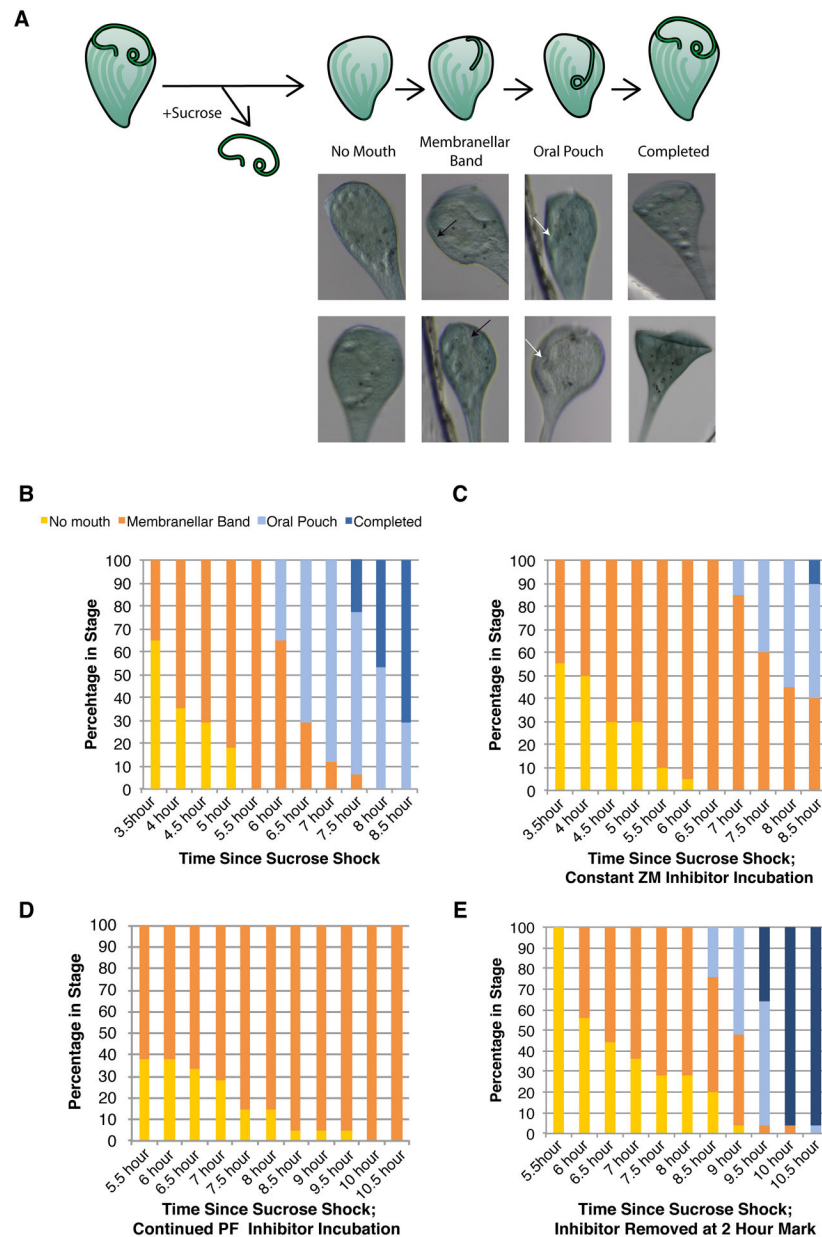 A
+Sucrose
No Mouth
Membranellar
Band
Oral Pouch
Completed
B
No mouth
Membranellar Band
Oral Pouch
Completed
Percehtage in Stage
100
90
80
70
60
50
40
30
20
10
0
3.5hour
4 hour
4.5 hour
5 hour
5.5 hour
6 hour
6.5 hour
7 hour
7.5 hour
8 hour
8.5 hour
Time Since Sucrose Shock
C
Percentage in Stage
100
90
80
70
60
50
40
30
20
10
0
3.5hour
4 hour
4.5 hour
5 hour
5.5 hour
6 hour
6.5 hour
7 hour
7.5 hour
8 hour
8.5 hour
Time Since Sucrose Shock;
Constant ZM Inhibitor Incubation
D
Percentage in Stage
100
90
80
70
60
50
40
30
20
10
0
5.5 hour
6 hour
6.5 hour
7 hour
7.5 hour
8 hour
8.5 hour
9 hour
9.5 hour
10 hour
10.5 hour
Time Since Sucrose Shock;
Continued PF Inhibitor Incubation
E
Percentage in Stage
100
90
80
70
60
50
40
30
20
10
0
5.5hour
6 hour
6.5 hour
7 hour
7.5 hour
8 hour
8.5 hour
9 hour
9.5 hour
10 hour
10.5 hour
Time Since Sucrose Shock;
Inhibitor Removed at 2 Hour Mark